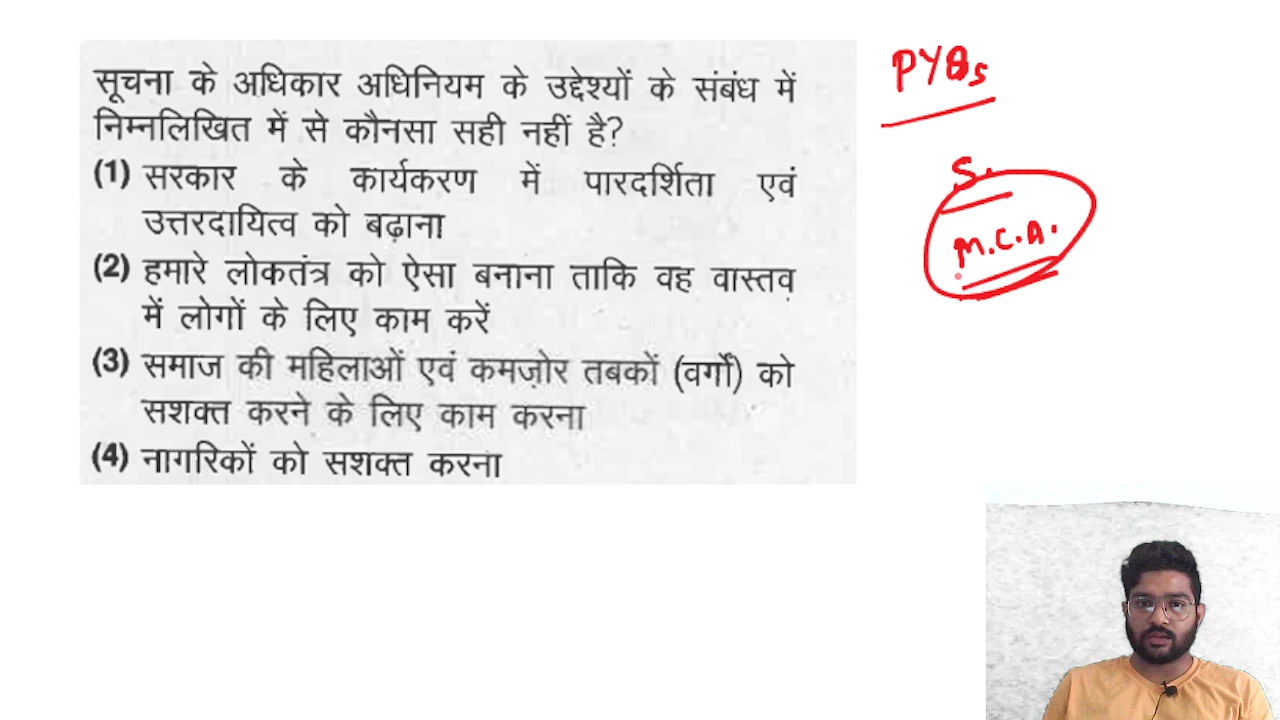 सूचना के अधिकार अधिनियम के उद्देश्यों के संबंध में
निम्नलिखित में से कौनसा सही नहीं है?
(1) सरकार के कार्यकरण में पारदर्शिता एवं
उत्तरदायित्व को बढ़ाना
(2) हमारे लोकतंत्र को ऐसा बनाना ताकि वह वास्तव
में लोगों के लिए काम करें
(3) समाज की महिलाओं एवं कमज़ोर तबकों (वर्गों) को
सशक्त करने के लिए काम करना
(4) नागरिकों को सशक्त करना
PYQs
S.
M.C.A.